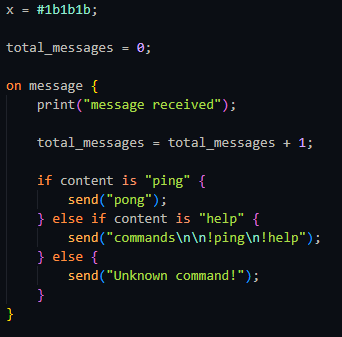 x = #1b1b1b;
total_messages = 0;
on message {
print("message received");
total_messages = total_messages + 1;
if content is "ping" {
send("pong");
} else if content is "help" {
send("commands\n\n!ping\n!help");
} else {
send("Unknown command!");
}
}